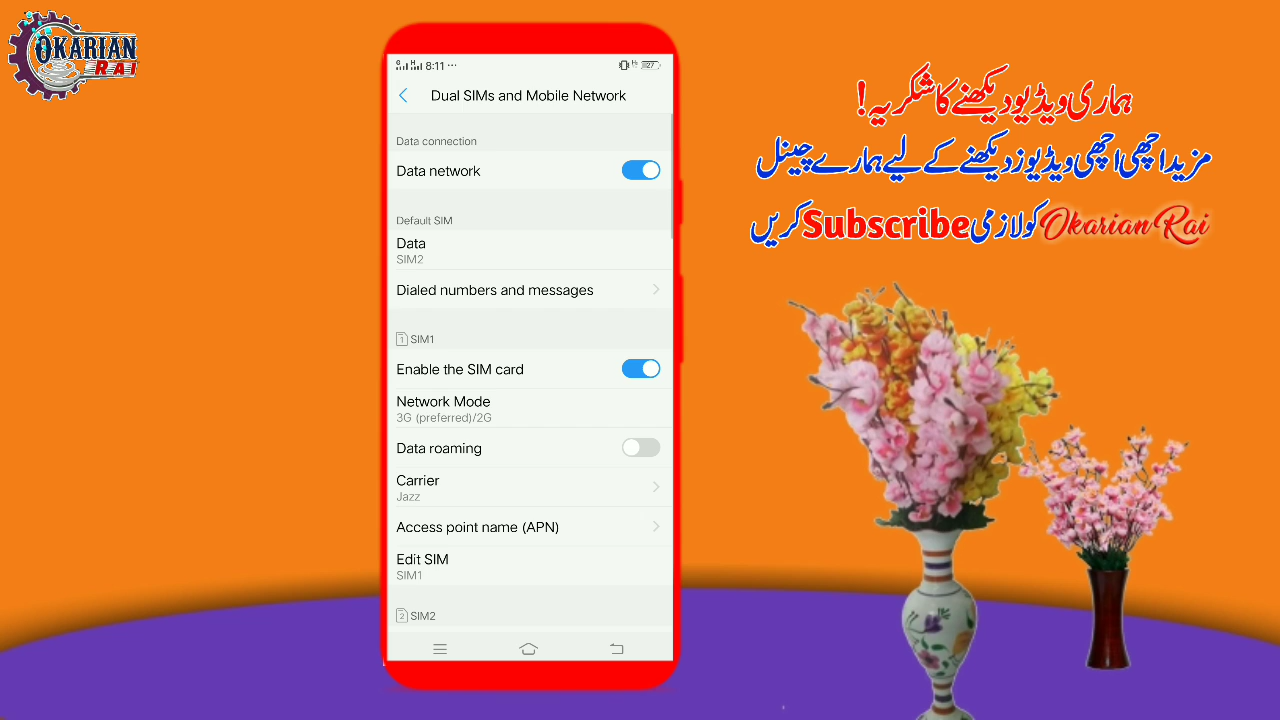 OKARIAN
RAI
8:11 ...
27
Dual SIMs and Mobile Network
Data connection
Data network
Default SIM
Data
SIM2
Dialed numbers and messages
1 SIM1
Enable the SIM card
Network Mode
3G (preferred)/2G
Data roaming
Carrier
Jazz
Access point name (APN)
Edit SIM
SIM1
2 SIM2
ہماری ویڈیو دیکھنے کا شکریہ!
مزید اچھی اچھی ویڈیوز دیکھنے کے لیے ہمارے چینل
Okarian Rai کو لازمی Subscribe کریں